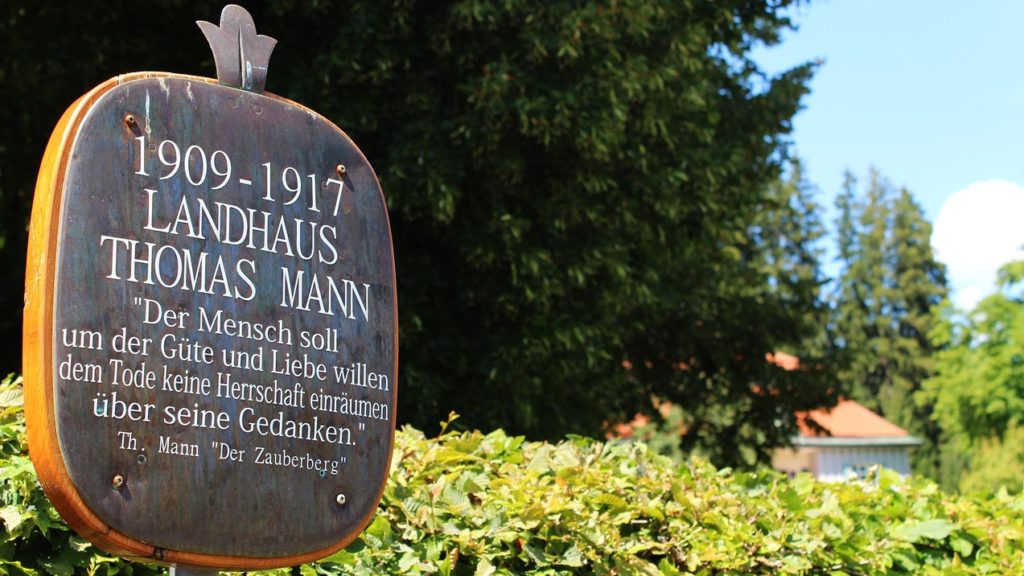 1909-1917
LANDHAUS
THOMAS MANN
"Der Mensch soll
um der Güte und Liebe willen
dem Tode keine Herrschaft einräumen
über seine Gedanken."
Th. Mann "Der Zauberberg"